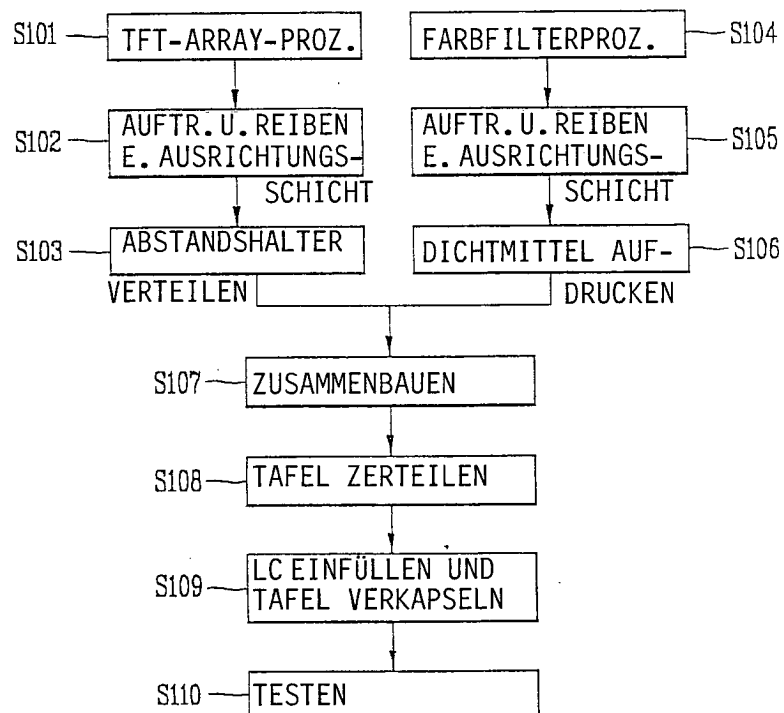 S101
TFT-ARRAY-PROZ.
FARBFILTERPROZ.
S104
S102
AUFTR. U. REIBEN
E. AUSRICHTUNGS-
SCHICHT
AUFTR. U. REIBEN
E. AUSRICHTUNGS-
SCHICHT
S105
S103
ABSTANDSHALTER
VERTEILEN
DICHTMITTEL AUF-
DRUCKEN
S106
S107
ZUSAMMENBAUEN
S108
TAFEL ZERTEILEN
S109
LC EINFÜLLEN UND
TAFEL VERKAPSELN
S110
TESTEN